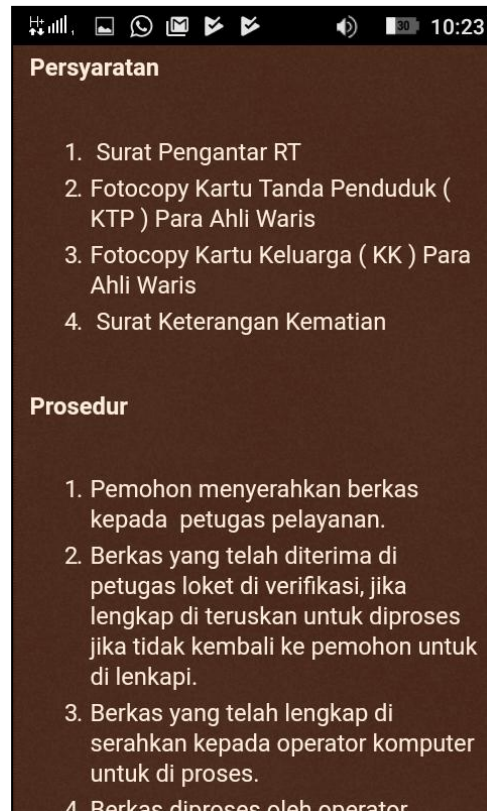 H+ 30 10:23
Persyaratan
1. Surat Pengantar RT
2. Fotocopy Kartu Tanda Penduduk (
KTP ) Para Ahli Waris
3. Fotocopy Kartu Keluarga ( KK ) Para
Ahli Waris
4. Surat Keterangan Kematian
Prosedur
1. Pemohon menyerahkan berkas
kepada petugas pelayanan.
2. Berkas yang telah diterima di
petugas loket di verifikasi, jika
lengkap di teruskan untuk diproses
jika tidak kembali ke pemohon untuk
di lenkapi.
3. Berkas yang telah lengkap di
serahkan kepada operator komputer
untuk di proses.
4. Berkas diproses oleh operator